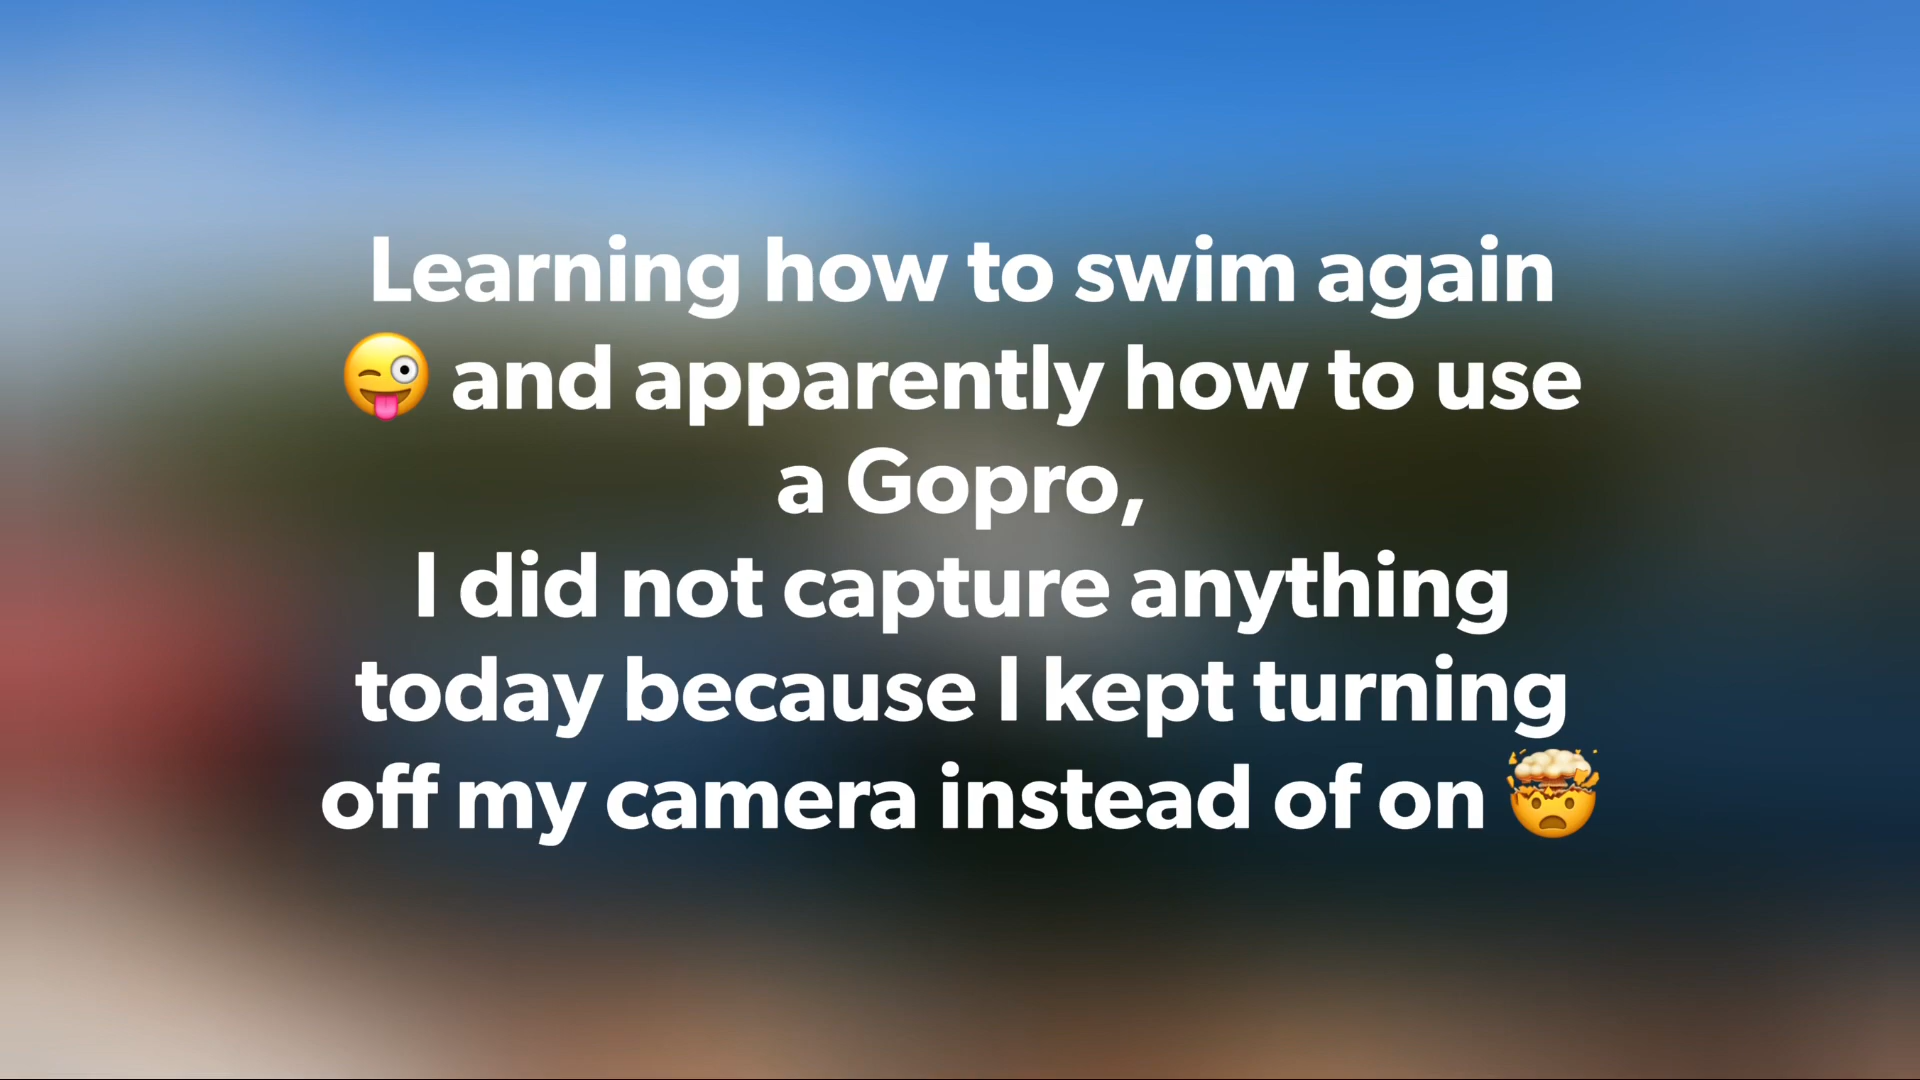 Learning how to swim again
😜 and apparently how to use
a Gopro,
I did not capture anything
today because I kept turning
off my camera instead of on 🤯